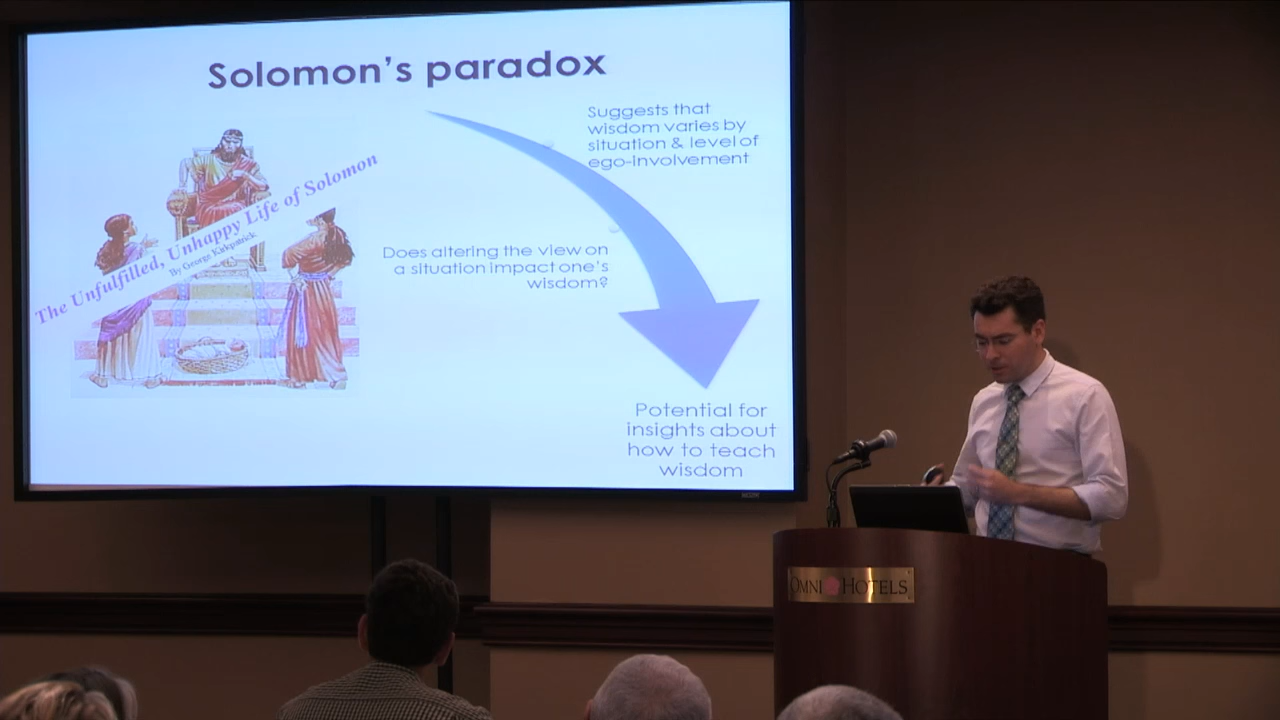 Solomon's paradox
Suggests that
wisdom varies by
situation & level of
ego-involvement
The Unfulfilled, Unhappy Life of Solomon
By George Kirkpatrick
Does altering the view on
a situation impact one's
wisdom?
Potential for
insights about
how to teach
wisdom
OMNI HOTELS